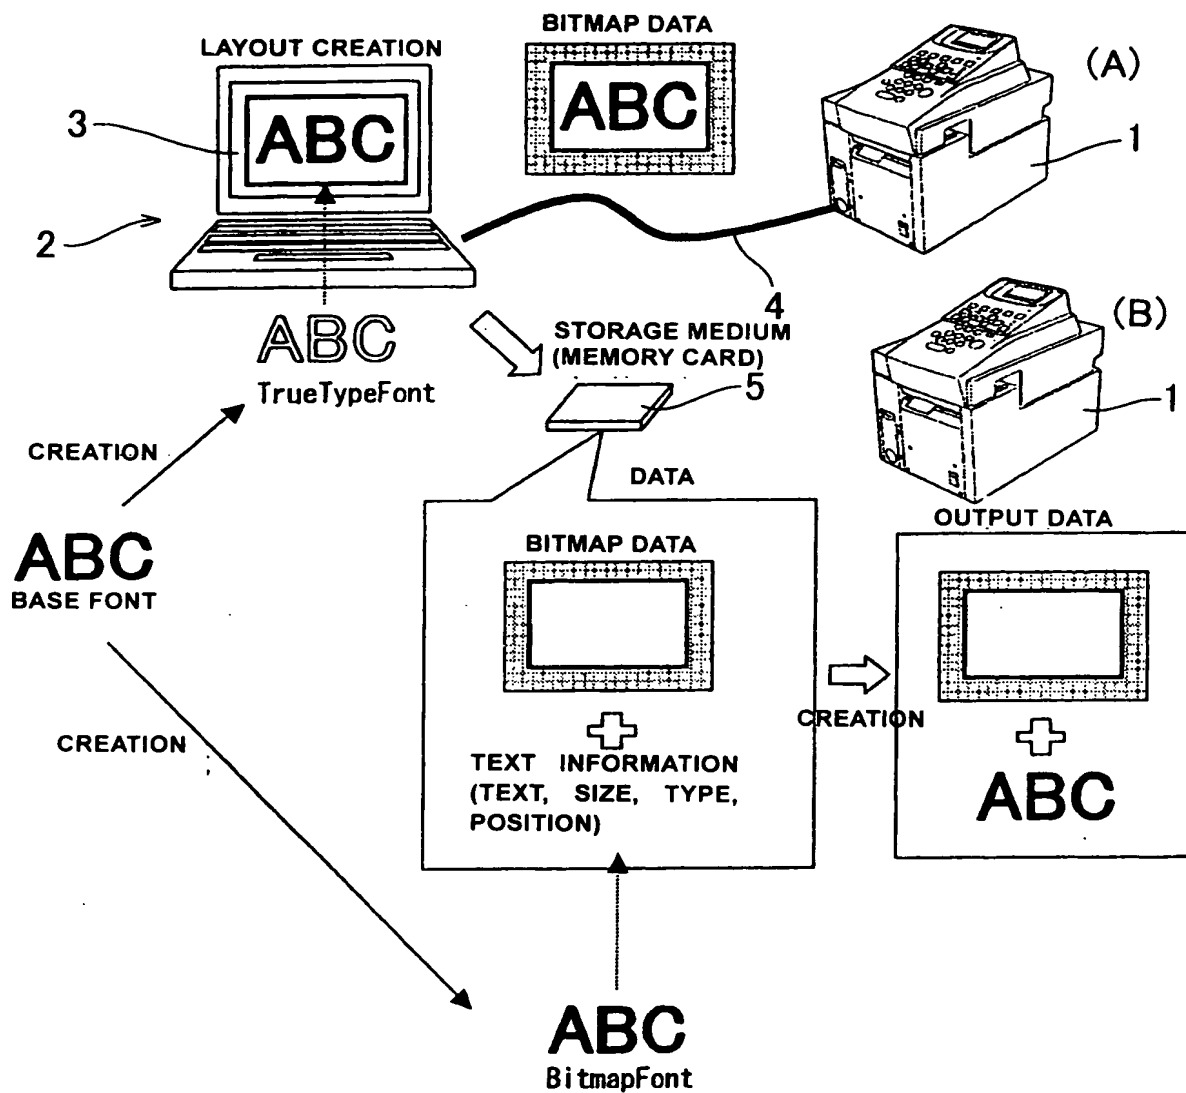 BITMAP DATA
LAYOUT CREATION
ABC
ABC
(A)
3
1
2
4
ABC
TrueTypeFont
STORAGE MEDIUM
(MEMORY CARD)
5
(B)
1
CREATION
DATA
OUTPUT DATA
ABC
BASE FONT
BITMAP DATA
CREATION
CREATION
TEXT INFORMATION
(TEXT, SIZE, TYPE,
POSITION)
ABC
ABC
BitmapFont